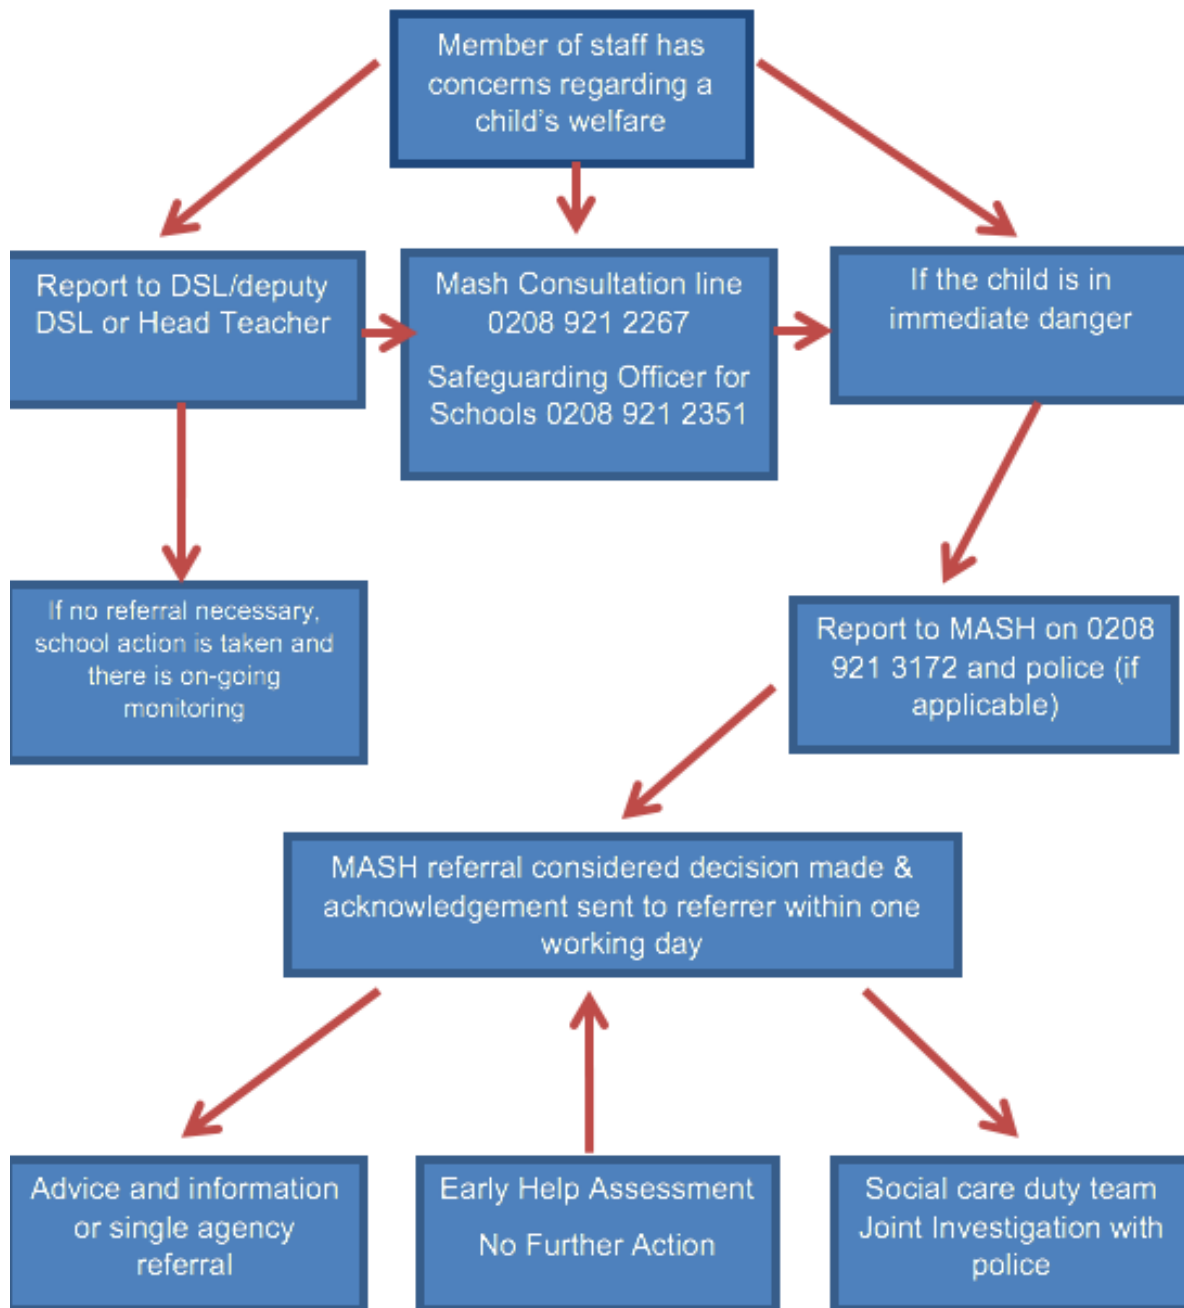 Member of staff has
concerns regarding a
child's welfare
Report to DSL/deputy
DSL or Head Teacher
Mash Consultation line
0208 921 2267
Safeguarding Officer for
Schools 0208 921 2351
If the child is in
immediate danger
If no referral necessary,
school action is taken and
there is on-going
monitoring
Report to MASH on 0208
921 3172 and police (if
applicable)
MASH referral considered decision made &
acknowledgement sent to referrer within one
working day
Advice and information
or single agency
referral
Early Help Assessment
No Further Action
Social care duty team
Joint Investigation with
police